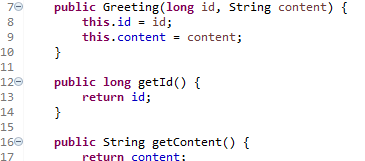 7 public Greeting(long id, String content) {
8 this.id = id;
9 this.content = content;
10 }
11
12 public long getId() {
13 return id;
14 }
15
16 public String getContent() {
17 return content;